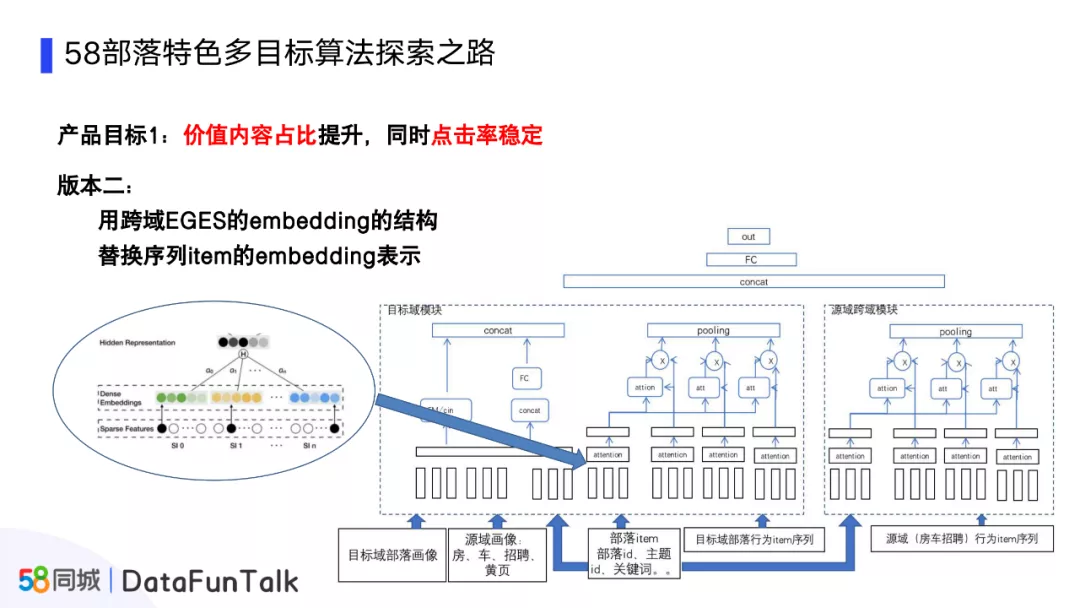 58部落特色多目标算法探索之路
产品目标1：价值内容占比提升，同时点击率稳定
版本二：
用跨域EGES的embedding的结构
替换序列item的embedding表示
out
FC
concat
目标域模块
源域跨域模块
concat
pooling
pooling
Hidden Representation
H
a0 a1 ··· an
X X X
X X X
FC
attion att att
attion att att
Dense
Embeddings
···
concat
Sparse Features
··· ··· ···
SI 0 SI 1 ··· SI n
attention attention attention attention
attention attention attention attention
目标域部落画像
源域画像：
房、车、招聘、
黄页
部落item
部落id、主题
id、关键词。。
目标域部落行为item序列
源域（房车招聘）行为item序列
58同城 DataFunTalk